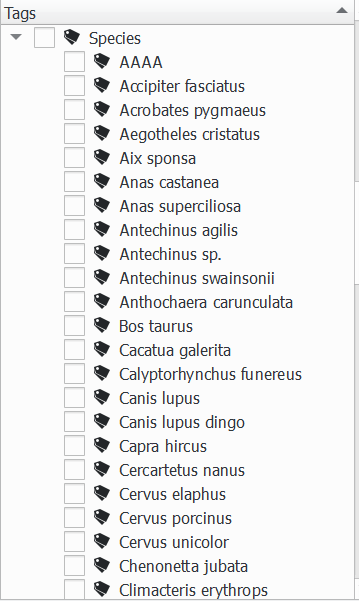 Tags
Species
AAAA
Accipiter fasciatus
Acrobates pygmaeus
Aegotheles cristatus
Aix sponsa
Anas castanea
Anas superciliosa
Antechinus agilis
Antechinus sp.
Antechinus swainsonii
Anthochaera carunculata
Bos taurus
Cacatua galerita
Calyptorhynchus funereus
Canis lupus
Canis lupus dingo
Capra hircus
Cercartetus nanus
Cervus elaphus
Cervus porcinus
Cervus unicolor
Chenonetta jubata
Climacteris erythrops